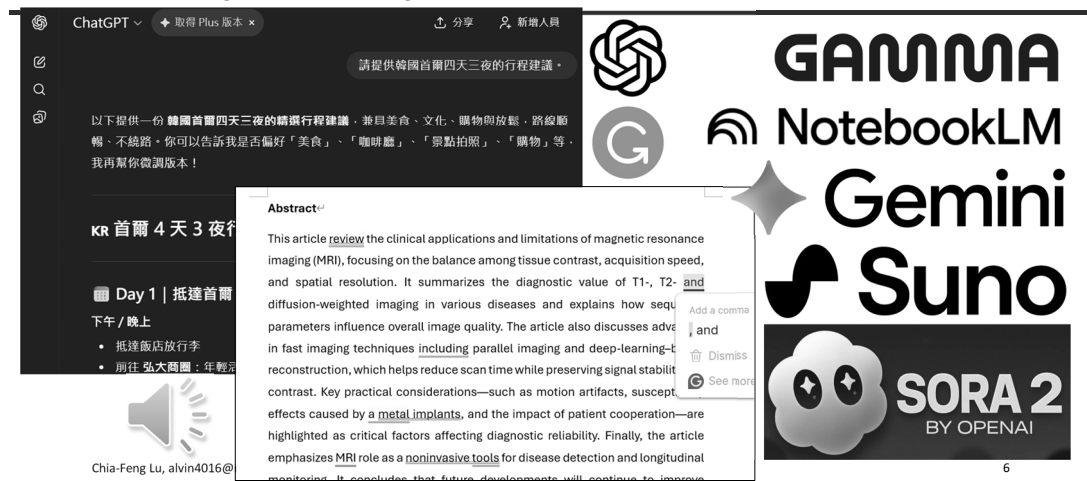 ChatGPT
取得 Plus 版本 ×
分享
新增人員
請提供韓國首爾四天三夜的行程建議。
以下提供一份 韓國首爾四天三夜的精選行程建議，兼具美食、文化、購物與放鬆，路線順
暢、不繞路。你可以告訴我是否偏好「美食」、「咖啡廳」、「景點拍照」、「購物」等，
我再幫你微調版本！
KR 首爾 4 天 3 夜行
Day 1 | 抵達首爾
下午 / 晚上
• 抵達飯店放行李
• 前往 弘大商圈：年輕活
Abstract↵
This article review the clinical applications and limitations of magnetic resonance
imaging (MRI), focusing on the balance among tissue contrast, acquisition speed,
and spatial resolution. It summarizes the diagnostic value of T1-, T2- and
diffusion-weighted imaging in various diseases and explains how sequ
parameters influence overall image quality. The article also discusses adva
in fast imaging techniques including parallel imaging and deep-learning–b
reconstruction, which helps reduce scan time while preserving signal stabilit
contrast. Key practical considerations—such as motion artifacts, suscept
effects caused by a metal implants, and the impact of patient cooperation—are
highlighted as critical factors affecting diagnostic reliability. Finally, the article
emphasizes MRI role as a noninvasive tools for disease detection and longitudinal
monitoring. It concludes that future developments will continue to improve
Add a comma
, and
Dismiss
See more
G
GAMMA
NotebookLM
Gemini
Suno
SORA 2
BY OPENAI
Chia-Feng Lu, alvin4016@
6